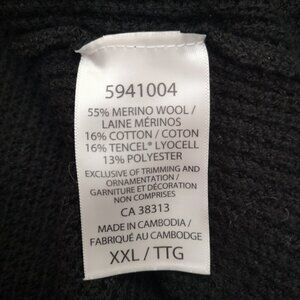 5941004
55% MERINO WOOL /
LAINE MÉRINOS
16% COTTON / COTON
16% TENCEL® LYOCELL
13% POLYESTER
EXCLUSIVE OF TRIMMING AND
ORNAMENTATION /
GARNITURE ET DÉCORATION
NON COMPRISES
CA 38313
MADE IN CAMBODIA /
FABRIQUÉ AU CAMBODGE
XXL / TTG